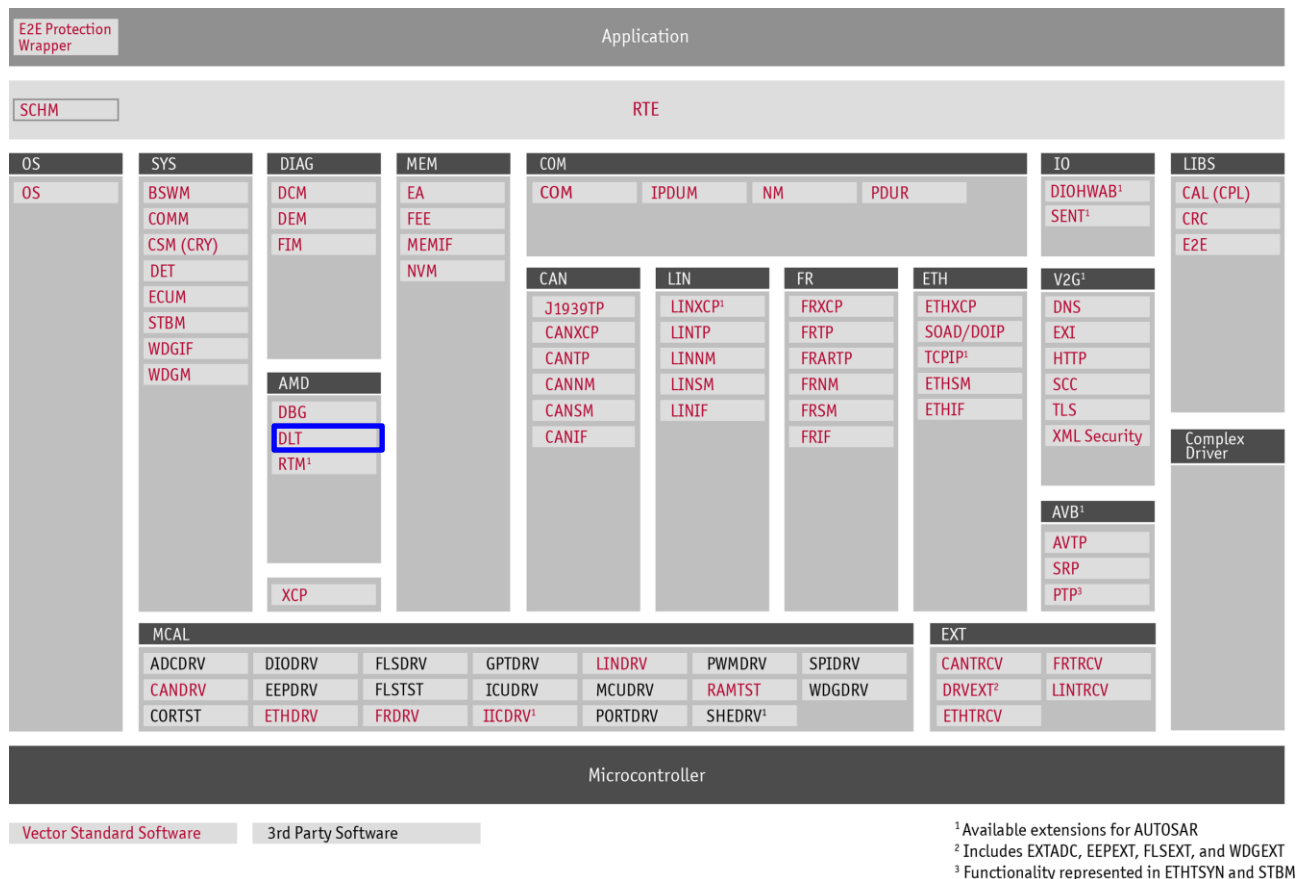 E2E Protection
Wrapper
Application
SCHM
RTE
OS
OS
SYS
BSWM
COMM
CSM (CRY)
DET
ECUM
STBM
WDGIF
WDGM
DIAG
DCM
DEM
FIM
AMD
DBG
DLT
RTM¹
XCP
MEM
EA
FEE
MEMIF
NVM
COM
COM IPDUM NM PDUR
CAN
J1939TP
CANXCP
CANTP
CANNM
CANSM
CANIF
LIN
LINXCP¹
LINTP
LINNM
LINSM
LINIF
FR
FRXCP
FRTP
FRARTP
FRNM
FRSM
FRIF
ETH
ETHXCP
SOAD/DOIP
TCPIP¹
ETHSM
ETHIF
IO
DIOHWAB¹
SENT¹
V2G¹
DNS
EXI
HTTP
SCC
TLS
XML Security
AVB¹
AVTP
SRP
PTP³
LIBS
CAL (CPL)
CRC
E2E
Complex
Driver
MCAL
ADCDRV DIODRV FLSDRV GPTDRV LINDRV PWMDRV SPIDRV
CANDRV EEPDRV FLSTST ICUDRV MCUDRV RAMTST WDGDRV
CORTST ETHDRV FRDRV IICDRV¹ PORTDRV SHEDRV¹
EXT
CANTRCV FRTRCV
DRVEXT² LINTRCV
ETHTRCV
Microcontroller
Vector Standard Software
3rd Party Software
¹ Available extensions for AUTOSAR
² Includes EXTADC, EEPEXT, FLSEXT, and WDGEXT
³ Functionality represented in ETHTSYN and STBM